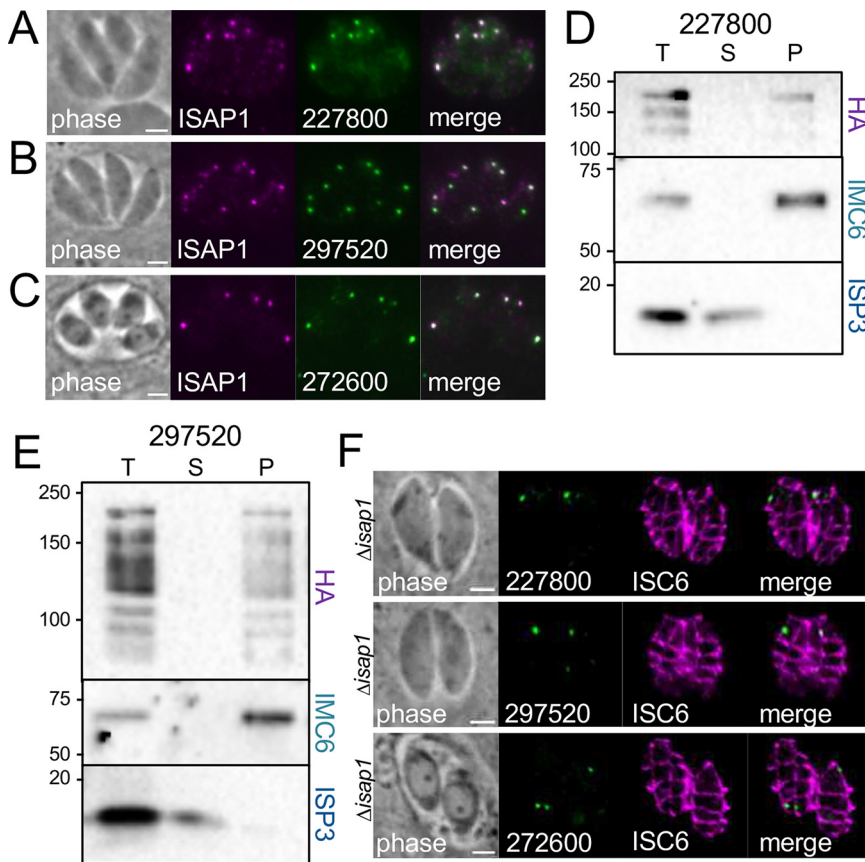 A
phase ISAP1 227800 merge
B
phase ISAP1 297520 merge
C
phase ISAP1 272600 merge
D
227800
T S P
250
150
100
HA
75
50
IMC6
20
ISP3
E
297520
T S P
250
150
100
HA
75
50
IMC6
20
ISP3
F
Δisap1
phase 227800 ISC6 merge
Δisap1
phase 297520 ISC6 merge
Δisap1
phase 272600 ISC6 merge